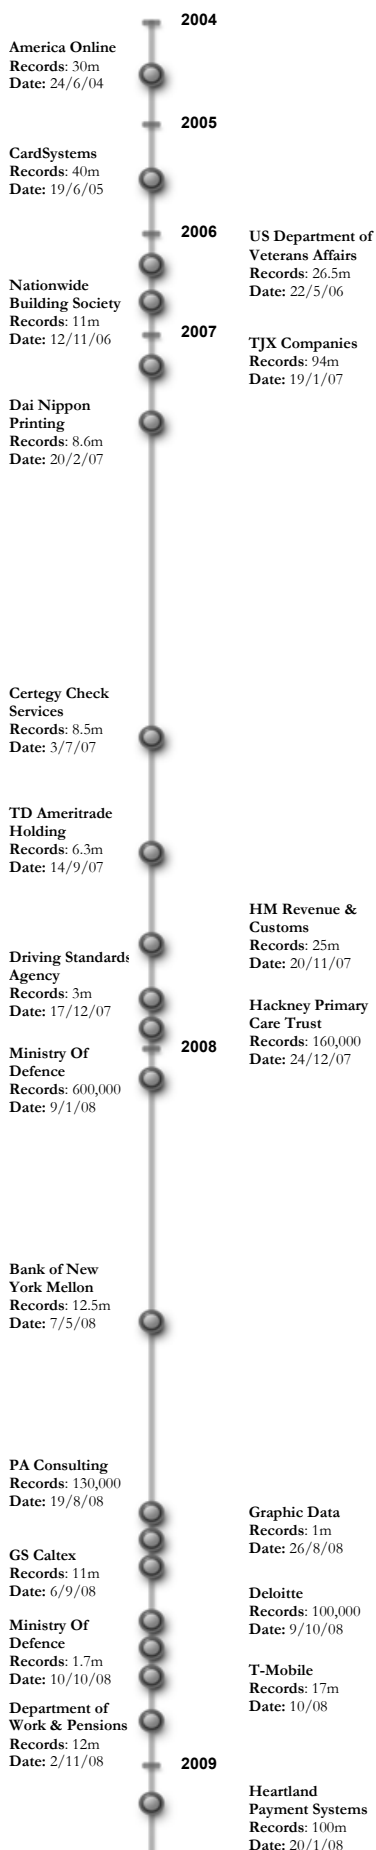 2004
America Online
Records: 30m
Date: 24/6/04
2005
CardSystems
Records: 40m
Date: 19/6/05
2006
US Department of
Veterans Affairs
Records: 26.5m
Date: 22/5/06
Nationwide
Building Society
Records: 11m
Date: 12/11/06
2007
TJX Companies
Records: 94m
Date: 19/1/07
Dai Nippon
Printing
Records: 8.6m
Date: 20/2/07
Certegy Check
Services
Records: 8.5m
Date: 3/7/07
TD Ameritrade
Holding
Records: 6.3m
Date: 14/9/07
HM Revenue &
Customs
Records: 25m
Date: 20/11/07
Driving Standards
Agency
Records: 3m
Date: 17/12/07
Hackney Primary
Care Trust
Records: 160,000
Date: 24/12/07
2008
Ministry Of
Defence
Records: 600,000
Date: 9/1/08
Bank of New
York Mellon
Records: 12.5m
Date: 7/5/08
PA Consulting
Records: 130,000
Date: 19/8/08
Graphic Data
Records: 1m
Date: 26/8/08
GS Caltex
Records: 11m
Date: 6/9/08
Deloitte
Records: 100,000
Date: 9/10/08
Ministry Of
Defence
Records: 1.7m
Date: 10/10/08
T-Mobile
Records: 17m
Date: 10/08
Department of
Work & Pensions
Records: 12m
Date: 2/11/08
2009
Heartland
Payment Systems
Records: 100m
Date: 20/1/08